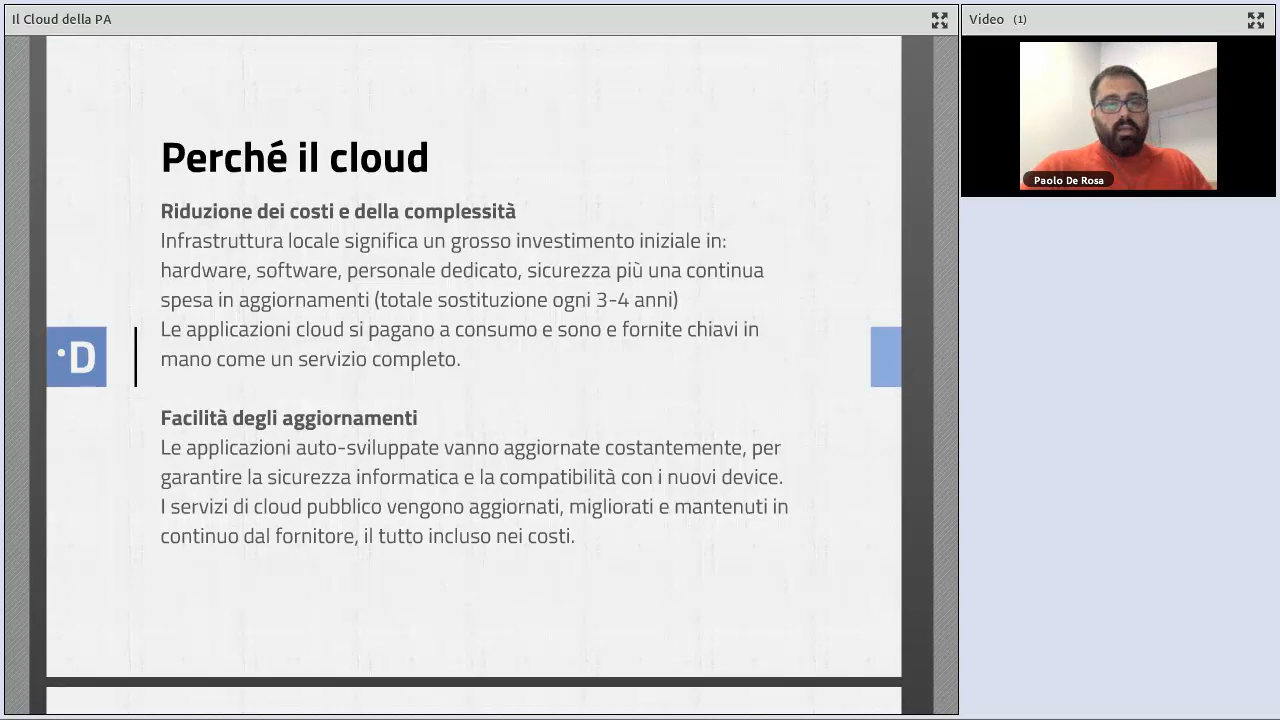 Il Cloud della PA
Video (1)
Paolo De Rosa
Perché il cloud
Riduzione dei costi e della complessità
Infrastruttura locale significa un grosso investimento iniziale in:
hardware, software, personale dedicato, sicurezza più una continua
spesa in aggiornamenti (totale sostituzione ogni 3-4 anni)
Le applicazioni cloud si pagano a consumo e sono e fornite chiavi in
mano come un servizio completo.
·D
Facilità degli aggiornamenti
Le applicazioni auto-sviluppate vanno aggiornate costantemente, per
garantire la sicurezza informatica e la compatibilità con i nuovi device.
I servizi di cloud pubblico vengono aggiornati, migliorati e mantenuti in
continuo dal fornitore, il tutto incluso nei costi.